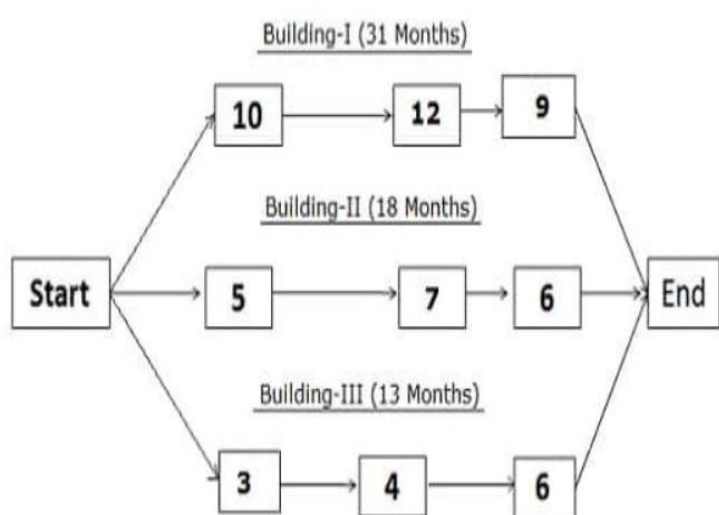 Building-I (31 Months)
10
12
9
Building-II (18 Months)
Start
5
7
6
End
Building-III (13 Months)
3
4
6